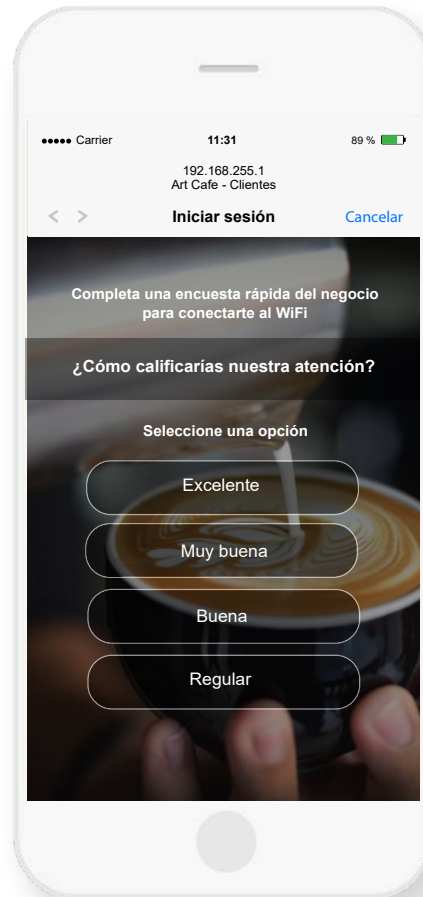 Carrier
11:31
89 %
192.168.255.1
Art Cafe - Clientes
< >
Iniciar sesión
Cancelar
Completa una encuesta rápida del negocio
para conectarte al WiFi
¿Cómo calificarías nuestra atención?
Seleccione una opción
Excelente
Muy buena
Buena
Regular